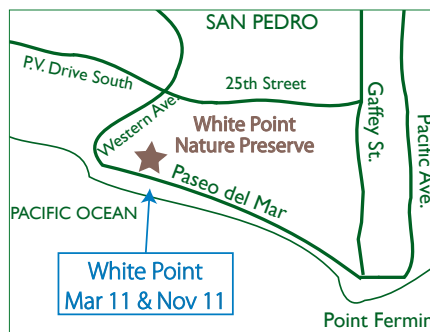 SAN PEDRO
P.V. Drive South
25th Street
Western Ave.
White Point
Nature Preserve
Gaffey St.
Pacific Ave.
Paseo del Mar
PACIFIC OCEAN
White Point
Mar 11 & Nov 11
Point Fermin